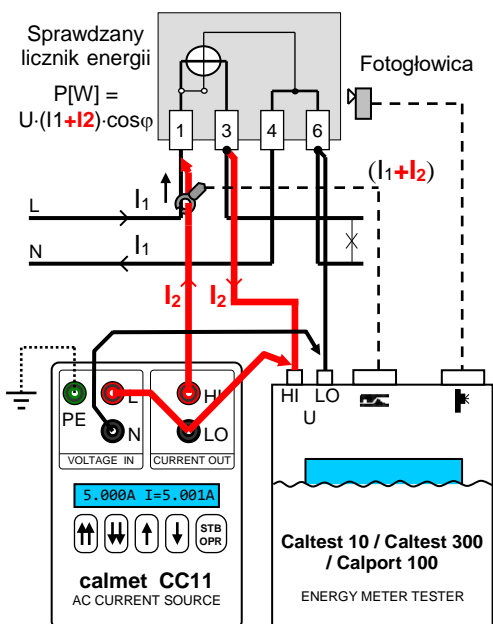 Sprawdzany
licznik energii
P[W] =
U·(I1+I2)·cosφ
Fotogłowica
1 3 4 6
(I₁+I₂)
L I₁
N I₁
I₂ I₂
HI LO
U
L HI
PE
N LO
VOLTAGE IN CURRENT OUT
5.000A I=5.001A
STB
OPR
calmet CC11
AC CURRENT SOURCE
Caltest 10 / Caltest 300
/ Calport 100
ENERGY METER TESTER